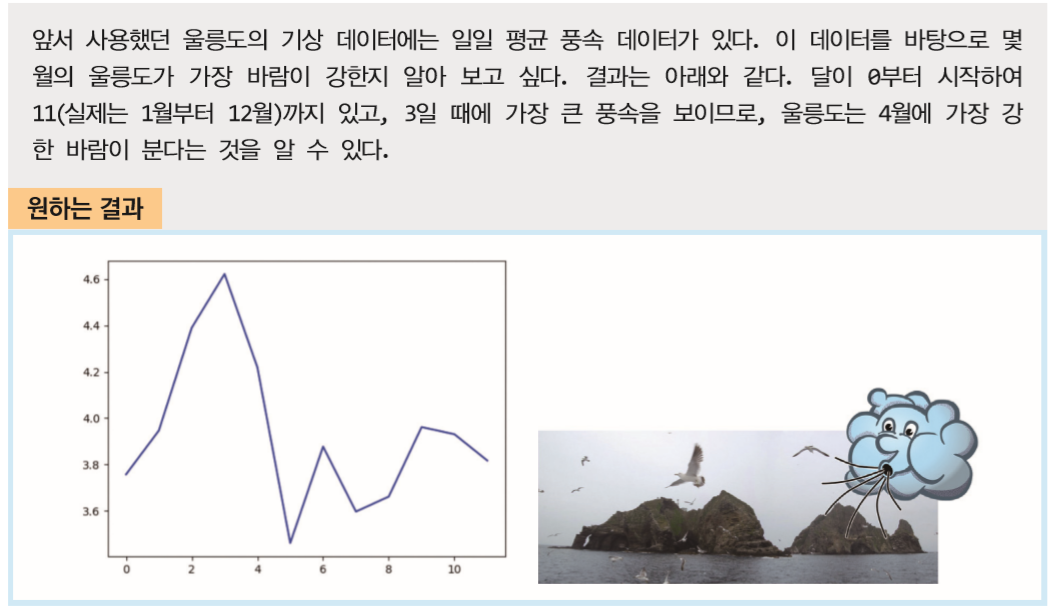 앞서 사용했던 울릉도의 기상 데이터에는 일일 평균 풍속 데이터가 있다. 이 데이터를 바탕으로 몇
월의 울릉도가 가장 바람이 강한지 알아 보고 싶다. 결과는 아래와 같다. 달이 0부터 시작하여
11(실제는 1월부터 12월)까지 있고, 3일 때에 가장 큰 풍속을 보이므로, 울릉도는 4월에 가장 강
한 바람이 분다는 것을 알 수 있다.
원하는 결과
4.6
4.4
4.2
4.0
3.8
3.6
0 2 4 6 8 10